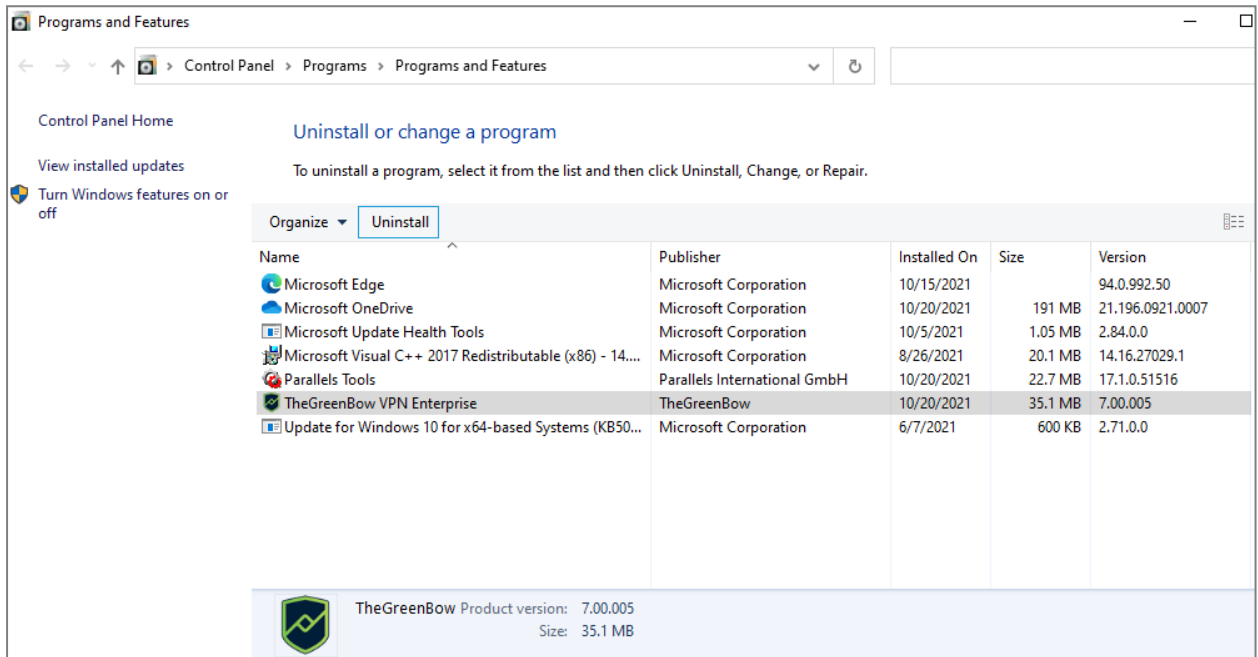 Programs and Features
Control Panel > Programs > Programs and Features
Control Panel Home
View installed updates
Turn Windows features on or
off
Uninstall or change a program
To uninstall a program, select it from the list and then click Uninstall, Change, or Repair.
Organize Uninstall
Name Publisher Installed On Size Version
Microsoft Edge Microsoft Corporation 10/15/2021 94.0.992.50
Microsoft OneDrive Microsoft Corporation 10/20/2021 191 MB 21.196.0921.0007
Microsoft Update Health Tools Microsoft Corporation 10/5/2021 1.05 MB 2.84.0.0
Microsoft Visual C++ 2017 Redistributable (x86) - 14.... Microsoft Corporation 8/26/2021 20.1 MB 14.16.27029.1
Parallels Tools Parallels International GmbH 10/20/2021 22.7 MB 17.1.0.51516
TheGreenBow VPN Enterprise TheGreenBow 10/20/2021 35.1 MB 7.00.005
Update for Windows 10 for x64-based Systems (KB50... Microsoft Corporation 6/7/2021 600 KB 2.71.0.0
TheGreenBow Product version: 7.00.005
Size: 35.1 MB